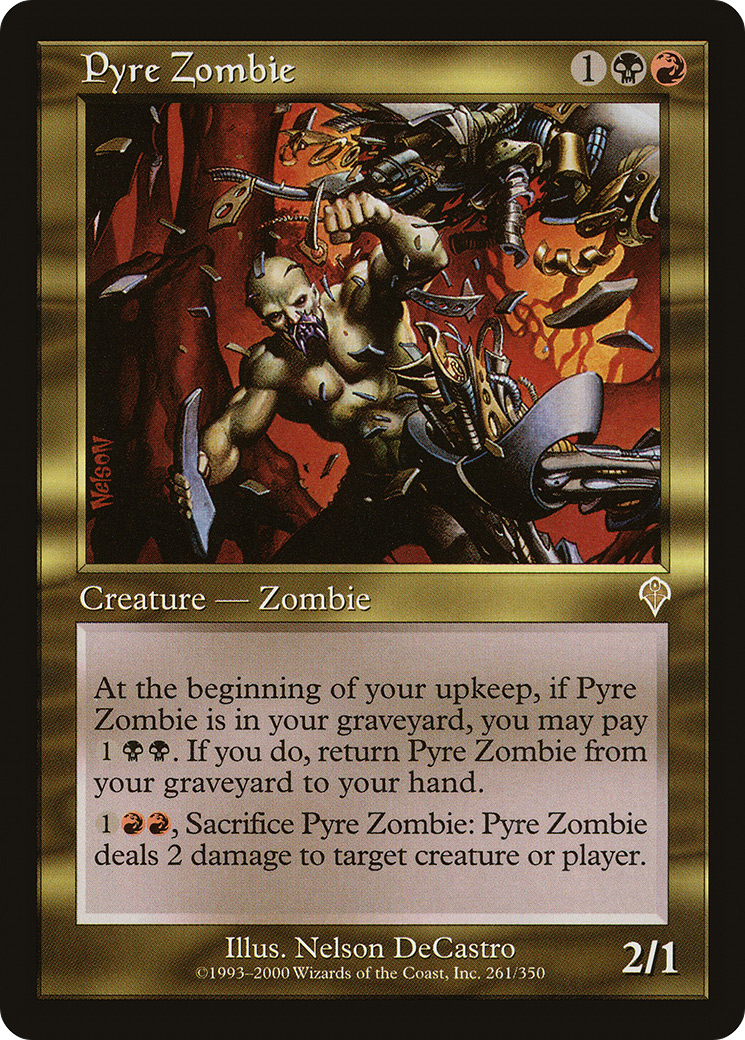 Pyre Zombie
1
Nelson
Creature — Zombie
At the beginning of your upkeep, if Pyre
Zombie is in your graveyard, you may pay
1 . If you do, return Pyre Zombie from
your graveyard to your hand.
1 , Sacrifice Pyre Zombie: Pyre Zombie
deals 2 damage to target creature or player.
Illus. Nelson DeCastro
©1993–2000 Wizards of the Coast, Inc. 261/350
2/1